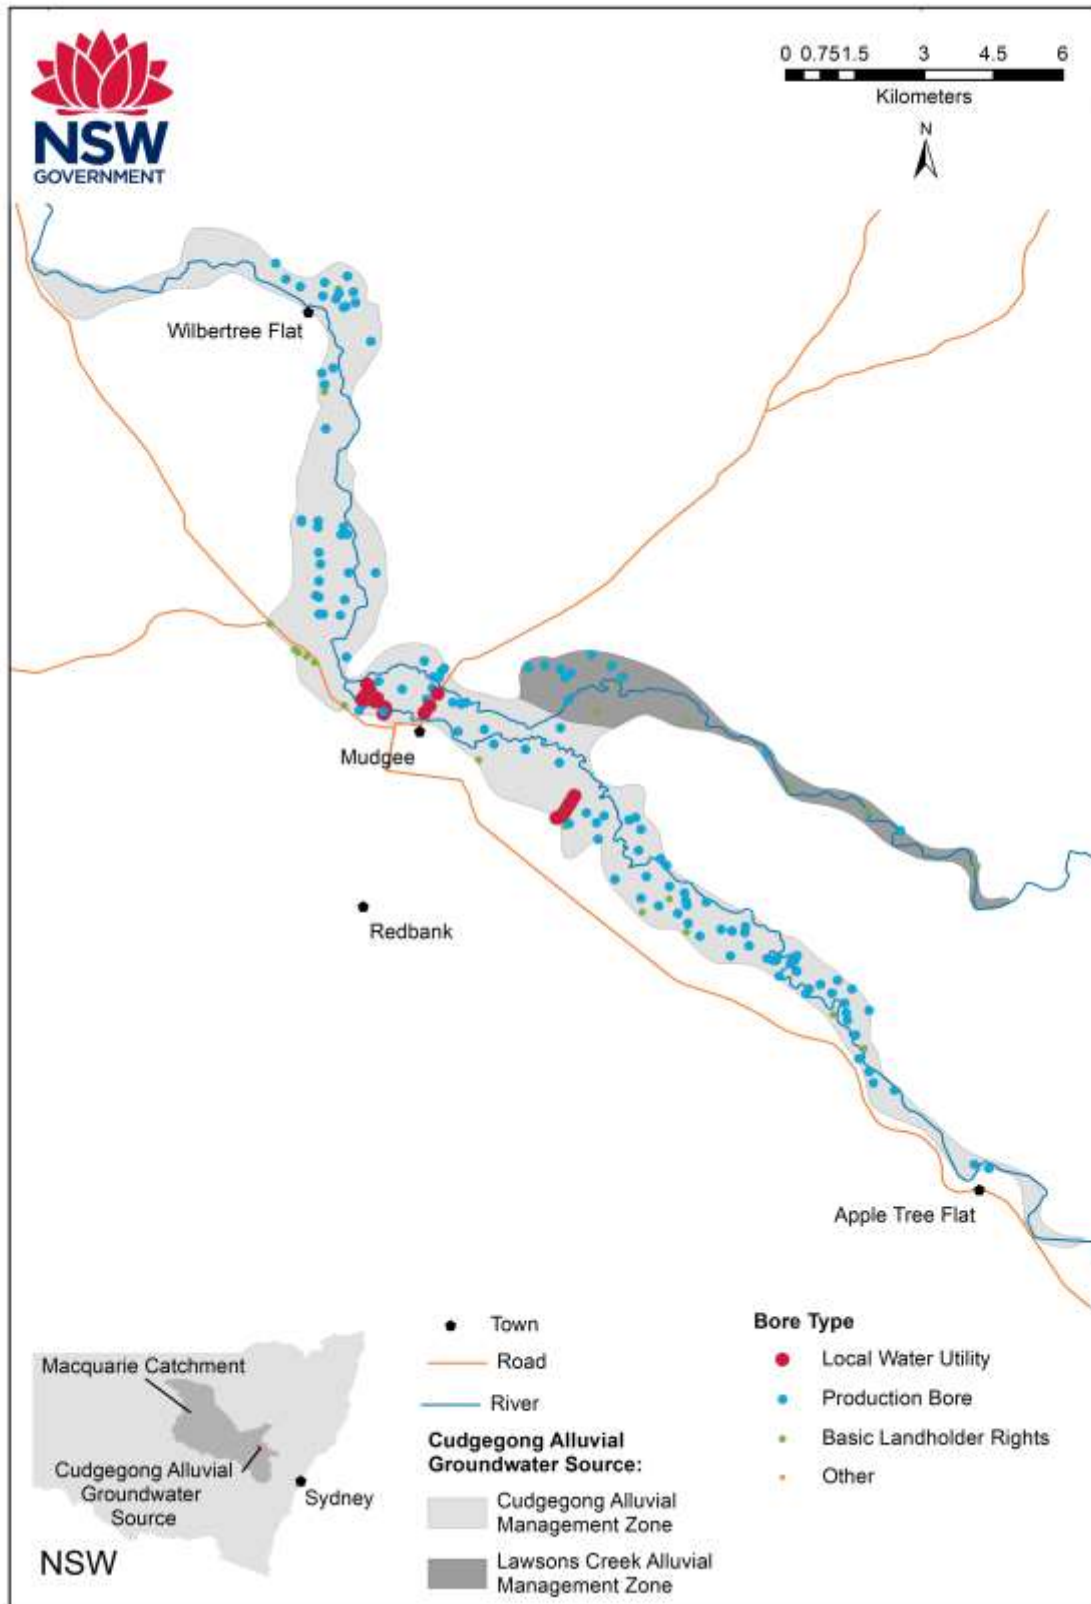 NSW
GOVERNMENT
0 0.75 1.5 3 4.5 6
Kilometers
N
Wilbertree Flat
Mudgee
Redbank
Apple Tree Flat
Macquarie Catchment
Cudgegong Alluvial
Groundwater
Source
Sydney
NSW
Town
Road
River
Cudgegong Alluvial
Groundwater Source:
Cudgegong Alluvial
Management Zone
Lawsons Creek Alluvial
Management Zone
Bore Type
Local Water Utility
Production Bore
Basic Landholder Rights
Other